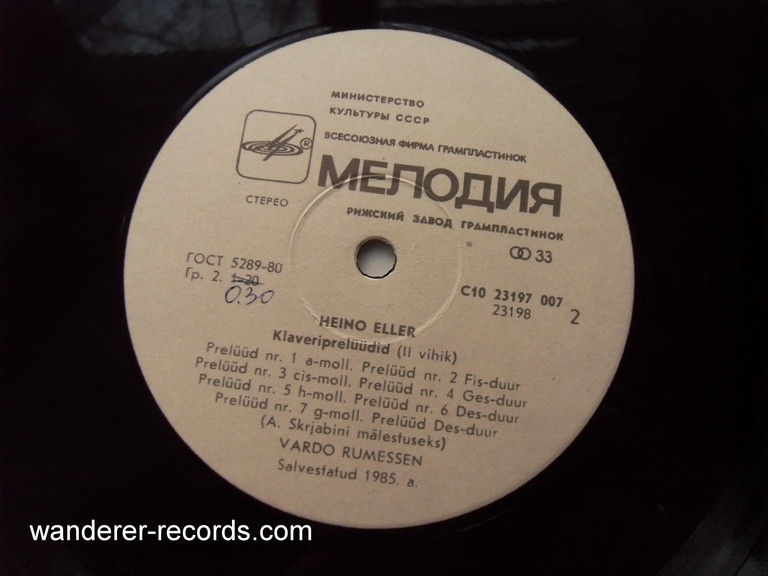 МИНИСТЕРСТВО
КУЛЬТУРЫ СССР
ВСЕСОЮЗНАЯ ФИРМА ГРАМПЛАСТИНОК
®
МЕЛОДИЯ
СТЕРЕО
РИЖСКИЙ ЗАВОД ГРАМПЛАСТИНОК
33
ГОСТ 5289-80
Гр. 2. 1-20
0.30
С10 23197 007
23198
2
HEINO ELLER
Klaveriprelüüdid (II vihik)
Prelüüd nr. 1 a-moll. Prelüüd nr. 2 Fis-duur
Prelüüd nr. 3 cis-moll. Prelüüd nr. 4 Ges-duur
Prelüüd nr. 5 h-moll. Prelüüd nr. 6 Des-duur
Prelüüd nr. 7 g-moll. Prelüüd Des-duur
(A. Skrjabini mälestuseks)
VARDO RUMESSEN
Salvestatud 1985. a.
wanderer-records.com